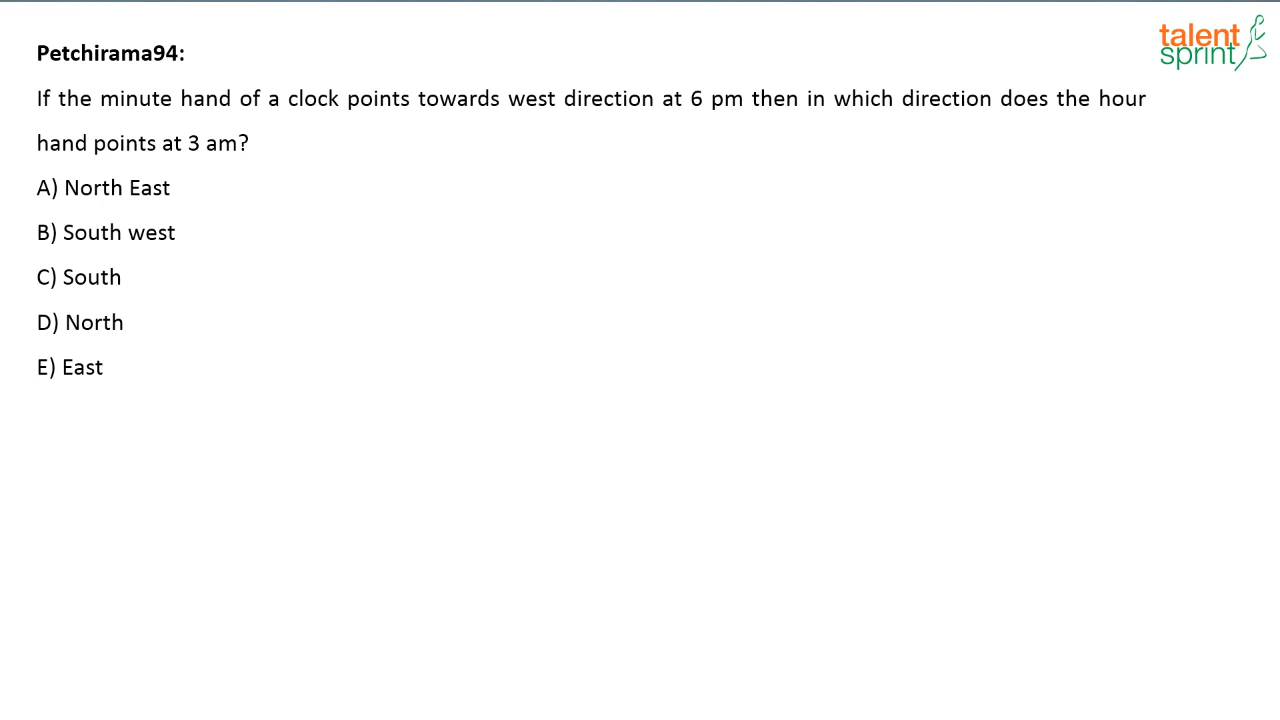 talent
sprint
Petchirama94:
If the minute hand of a clock points towards west direction at 6 pm then in which direction does the hour
hand points at 3 am?
A) North East
B) South west
C) South
D) North
E) East